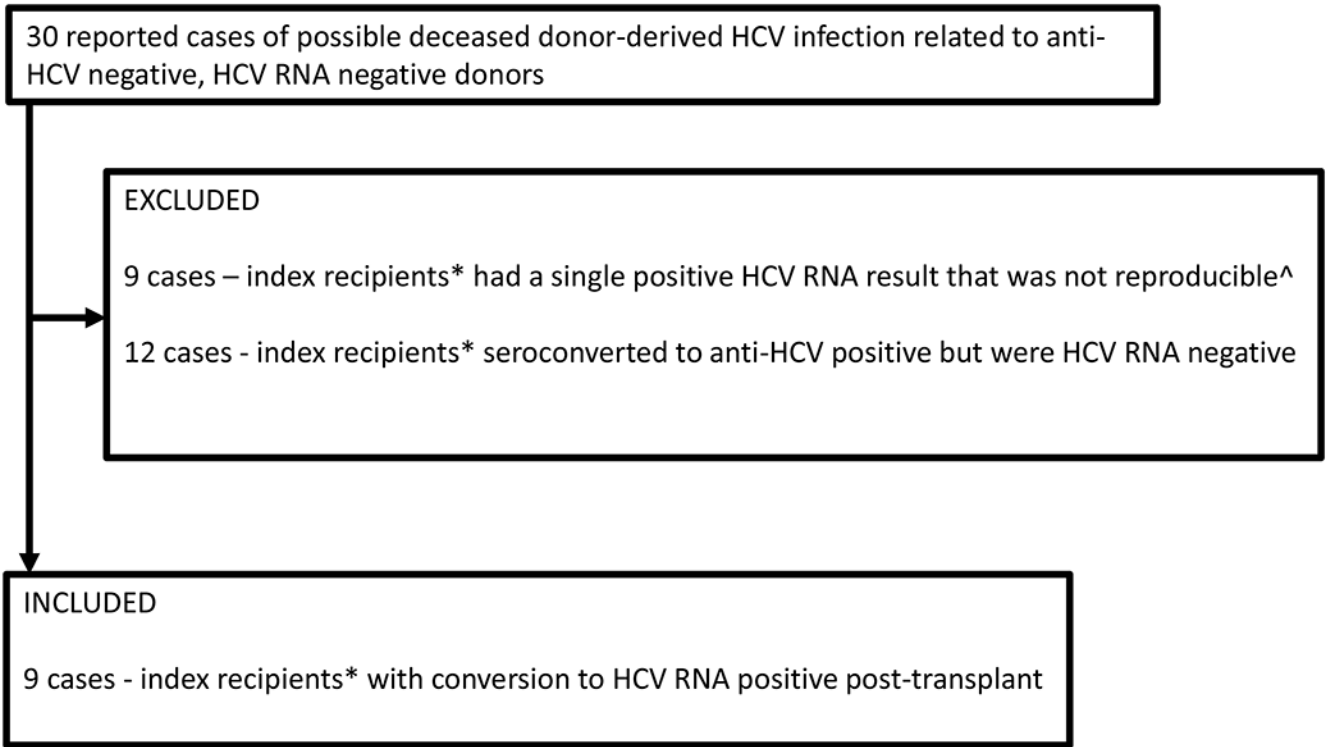 30 reported cases of possible deceased donor-derived HCV infection related to anti-
HCV negative, HCV RNA negative donors
EXCLUDED
9 cases – index recipients* had a single positive HCV RNA result that was not reproducible^
12 cases - index recipients* seroconverted to anti-HCV positive but were HCV RNA negative
INCLUDED
9 cases - index recipients* with conversion to HCV RNA positive post-transplant